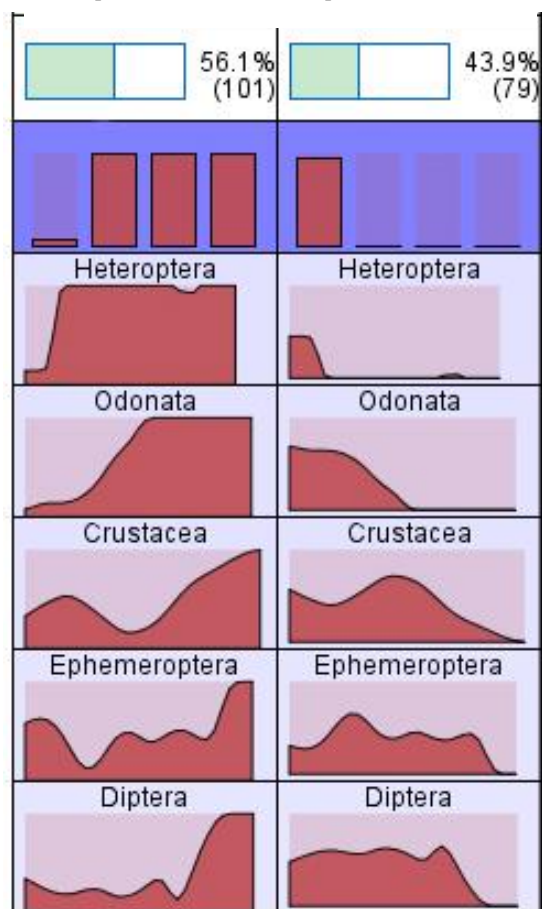 56.1% 43.9%
(101) (79)
Heteroptera Heteroptera
Odonata Odonata
Crustacea Crustacea
Ephemeroptera Ephemeroptera
Diptera Diptera